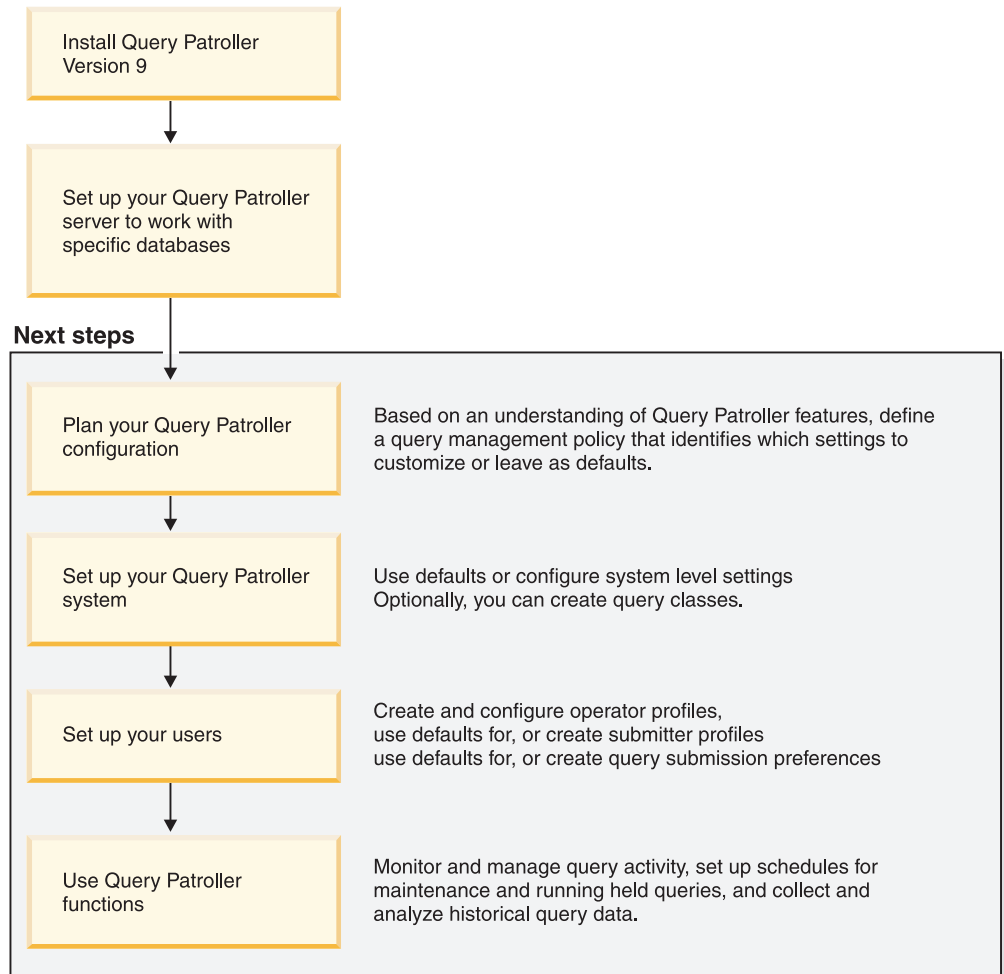 Install Query Patroller
Version 9
Set up your Query Patroller
server to work with
specific databases
Next steps
Plan your Query Patroller
configuration
Based on an understanding of Query Patroller features, define
a query management policy that identifies which settings to
customize or leave as defaults.
Set up your Query Patroller
system
Use defaults or configure system level settings
Optionally, you can create query classes.
Set up your users
Create and configure operator profiles,
use defaults for, or create submitter profiles
use defaults for, or create query submission preferences
Use Query Patroller
functions
Monitor and manage query activity, set up schedules for
maintenance and running held queries, and collect and
analyze historical query data.